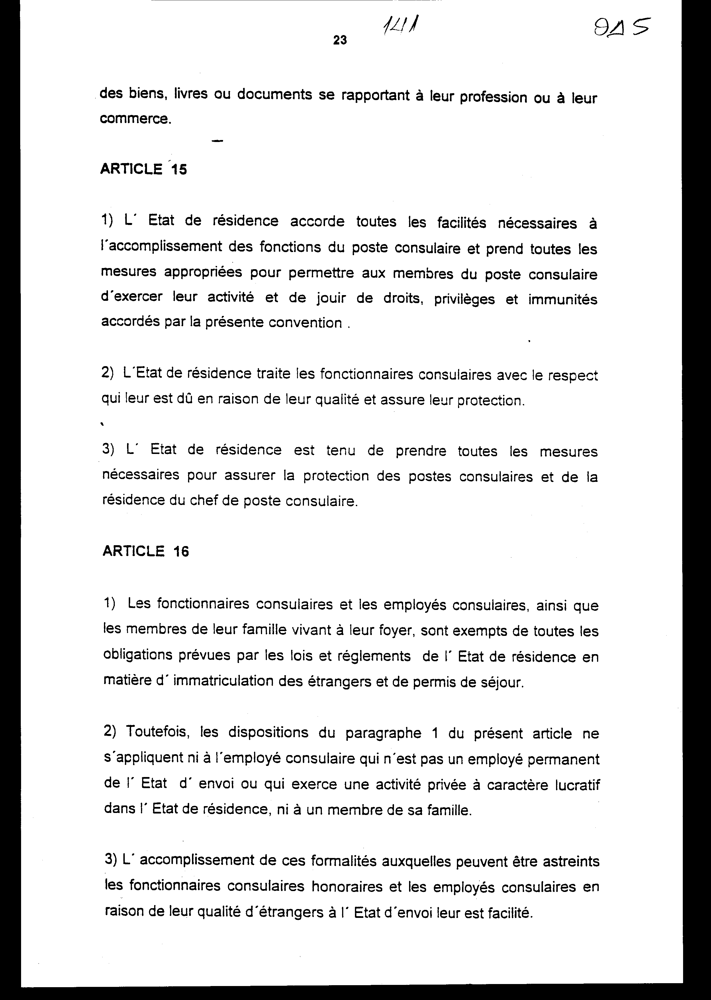 141
23
des biens, livres ou documents se rapportant à leur profession ou à leur
commerce.
ARTICLE 15
1) L´ Etat de résidence accorde toutes les facilités nécessaires à
l´accomplissement des fonctions du poste consulaire et prend toutes les
mesures appropriées pour permettre aux membres du poste consulaire
d´exercer leur activité et de jouir de droits, privilèges et immunités
accordés par la présente convention .
2) L´Etat de résidence traite les fonctionnaires consulaires avec le respect
qui leur est dû en raison de leur qualité et assure leur protection.
3) L´ Etat de résidence est tenu de prendre toutes les mesures
nécessaires pour assurer la protection des postes consulaires et de la
résidence du chef de poste consulaire.
ARTICLE 16
1) Les fonctionnaires consulaires et les employés consulaires, ainsi que
les membres de leur famille vivant à leur foyer, sont exempts de toutes les
obligations prévues par les lois et réglements de l´ Etat de résidence en
matière d´ immatriculation des étrangers et de permis de séjour.
2) Toutefois, les dispositions du paragraphe 1 du présent article ne
s´appliquent ni à l´employé consulaire qui n´est pas un employé permanent
de l´ Etat d´ envoi ou qui exerce une activité privée à caractère lucratif
dans l´ Etat de résidence, ni à un membre de sa famille.
3) L´ accomplissement de ces formalités auxquelles peuvent être astreints
les fonctionnaires consulaires honoraires et les employés consulaires en
raison de leur qualité d´étrangers à l´ Etat d´envoi leur est facilité.